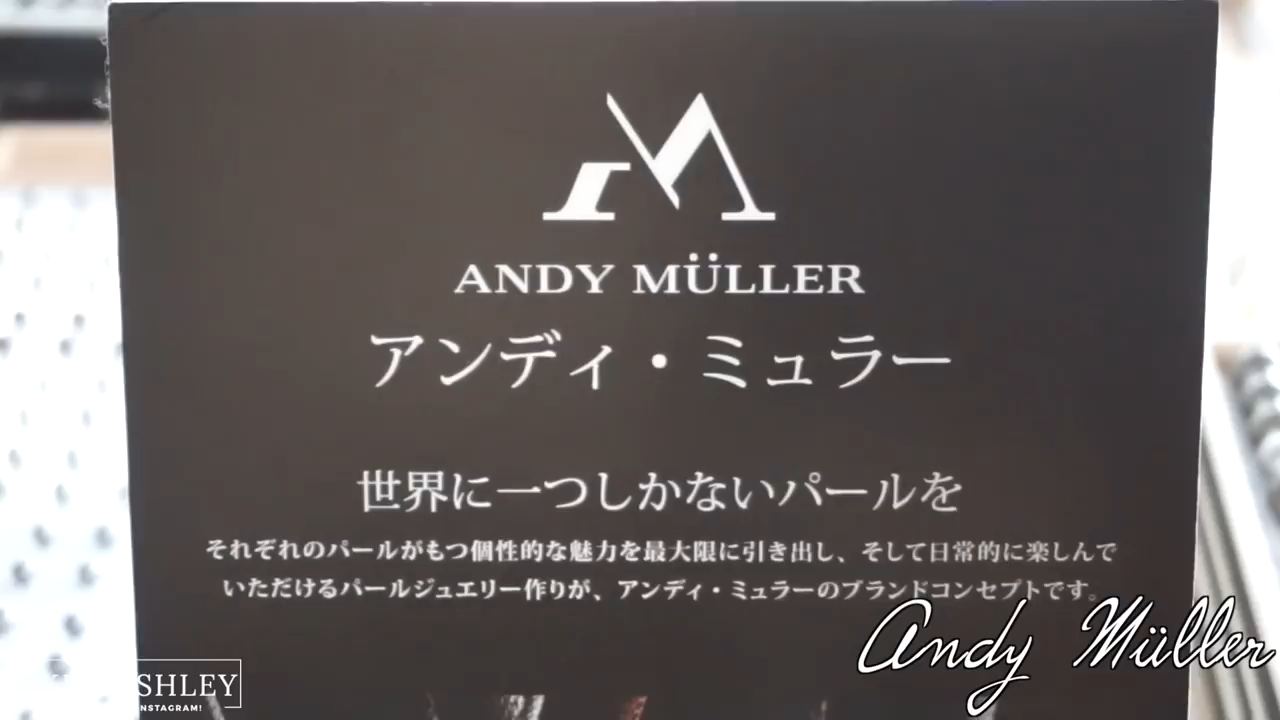 ANDY MÜLLER
アンディ・ミュラー
世界に一つしかないパールを
それぞれのパールがもつ個性的な魅力を最大限に引き出し、そして日常的に楽しんで
いただけるパールジュエリー作りが、アンディ・ミュラーのブランドコンセプトです。
Andy Müller
SHLEY
NSTAGRAM!